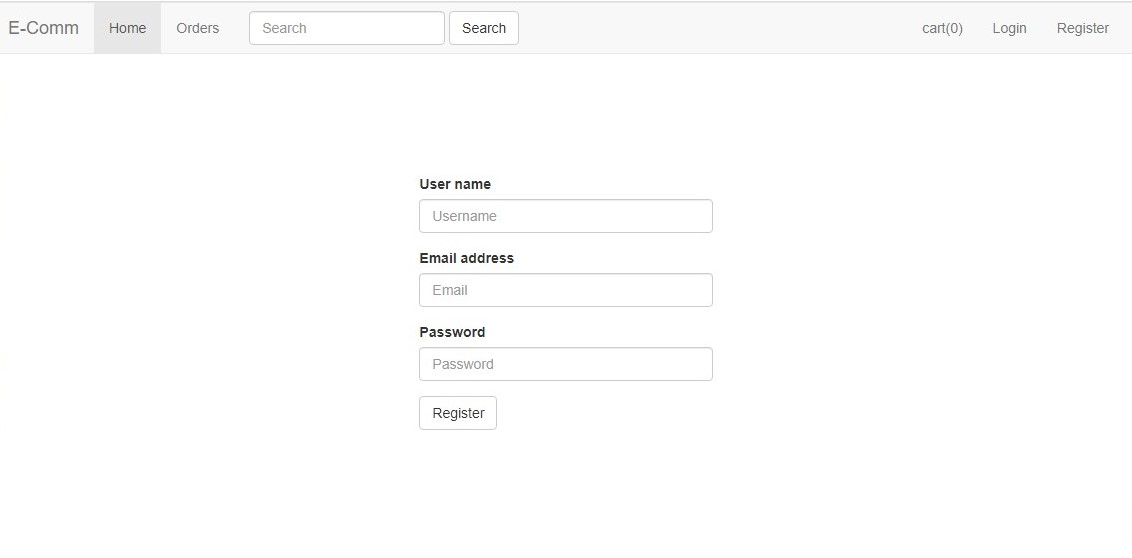 E-Comm Home Orders Search Search cart(0) Login Register
User name
Username
Email address
Email
Password
Password
Register